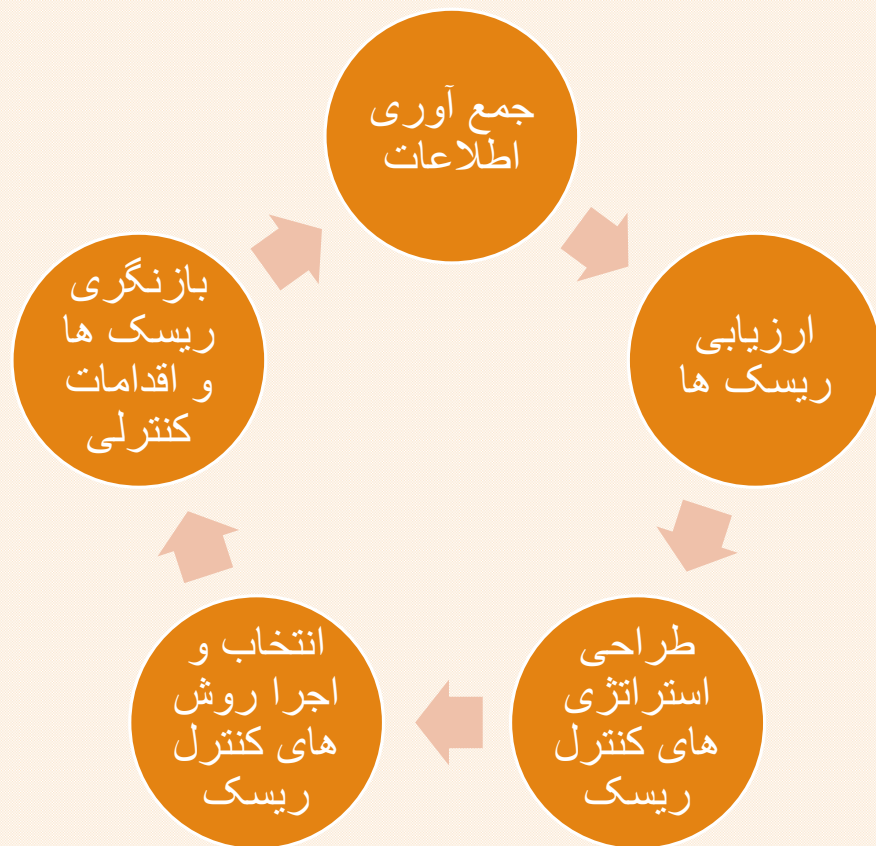 جمع آوری
اطلاعات
ارزیابی
ریسک ها
طراحی
استراتژی
های کنترل
ریسک
انتخاب و
اجرا روش
های کنترل
ریسک
بازنگری
ریسک ها
و اقدامات
کنترلی